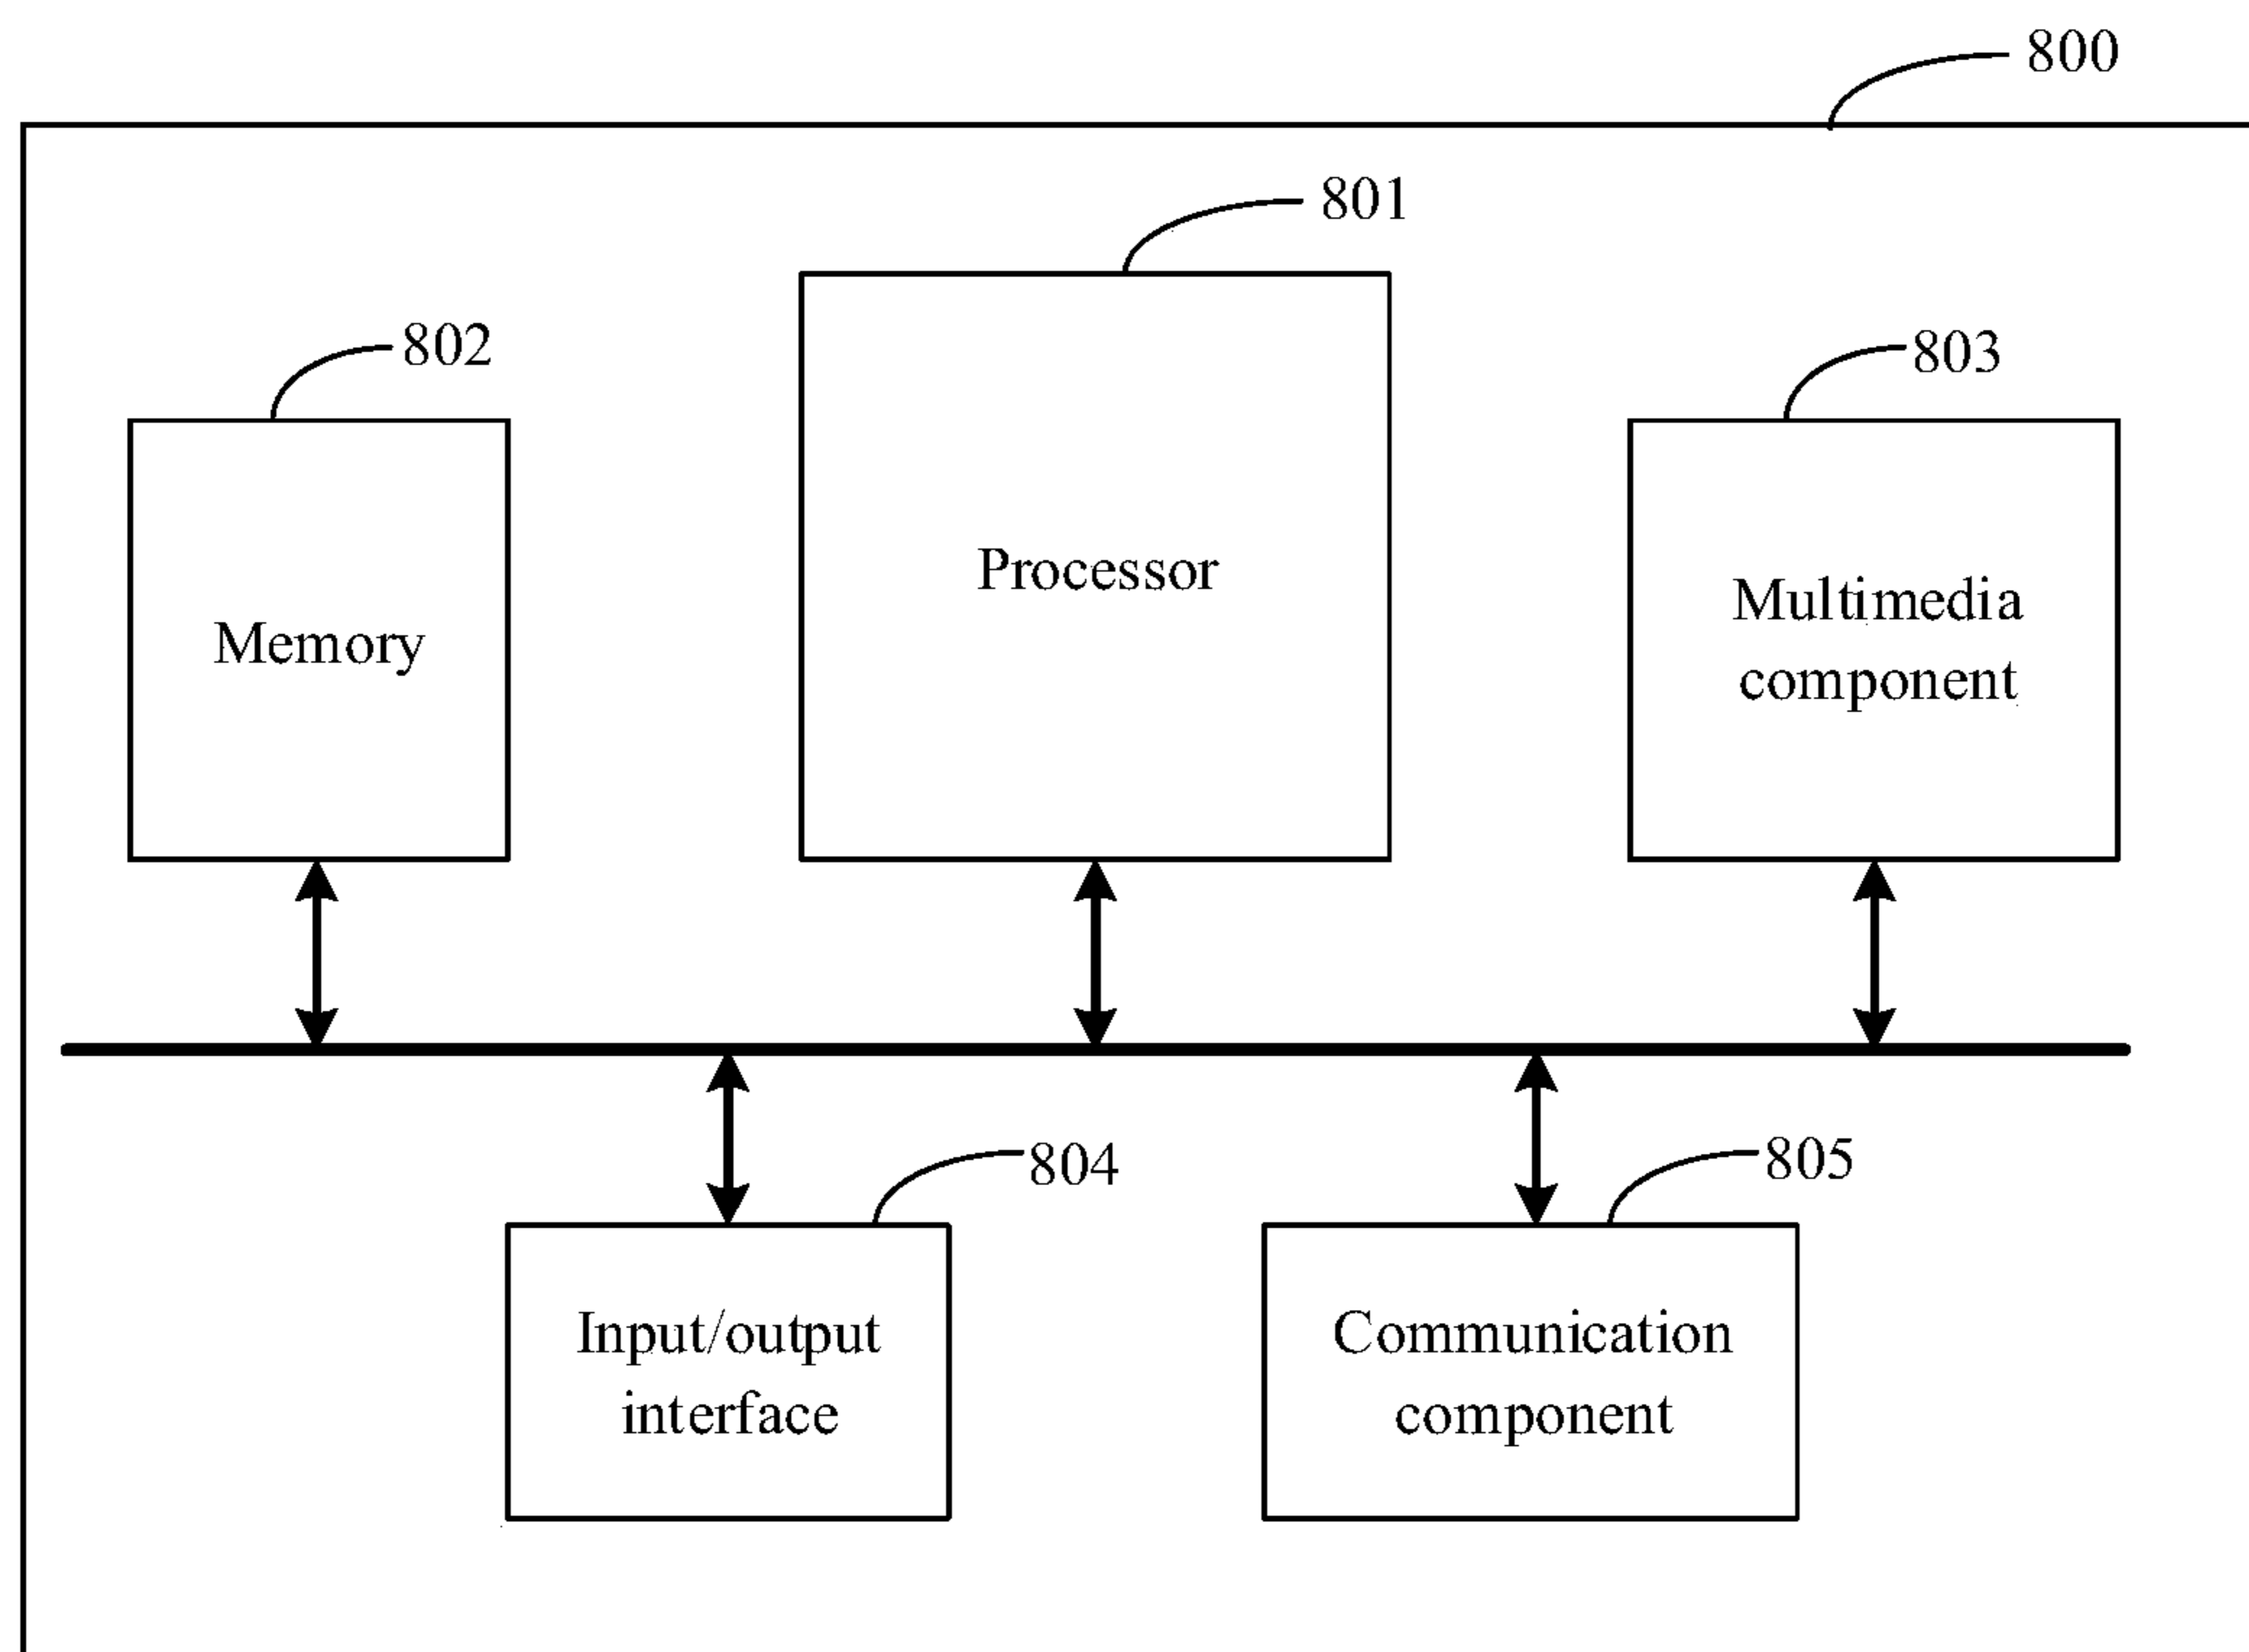 800
801
802
803
Processor
Memory
Multimedia
component
804
805
Input/output
interface
Communication
component